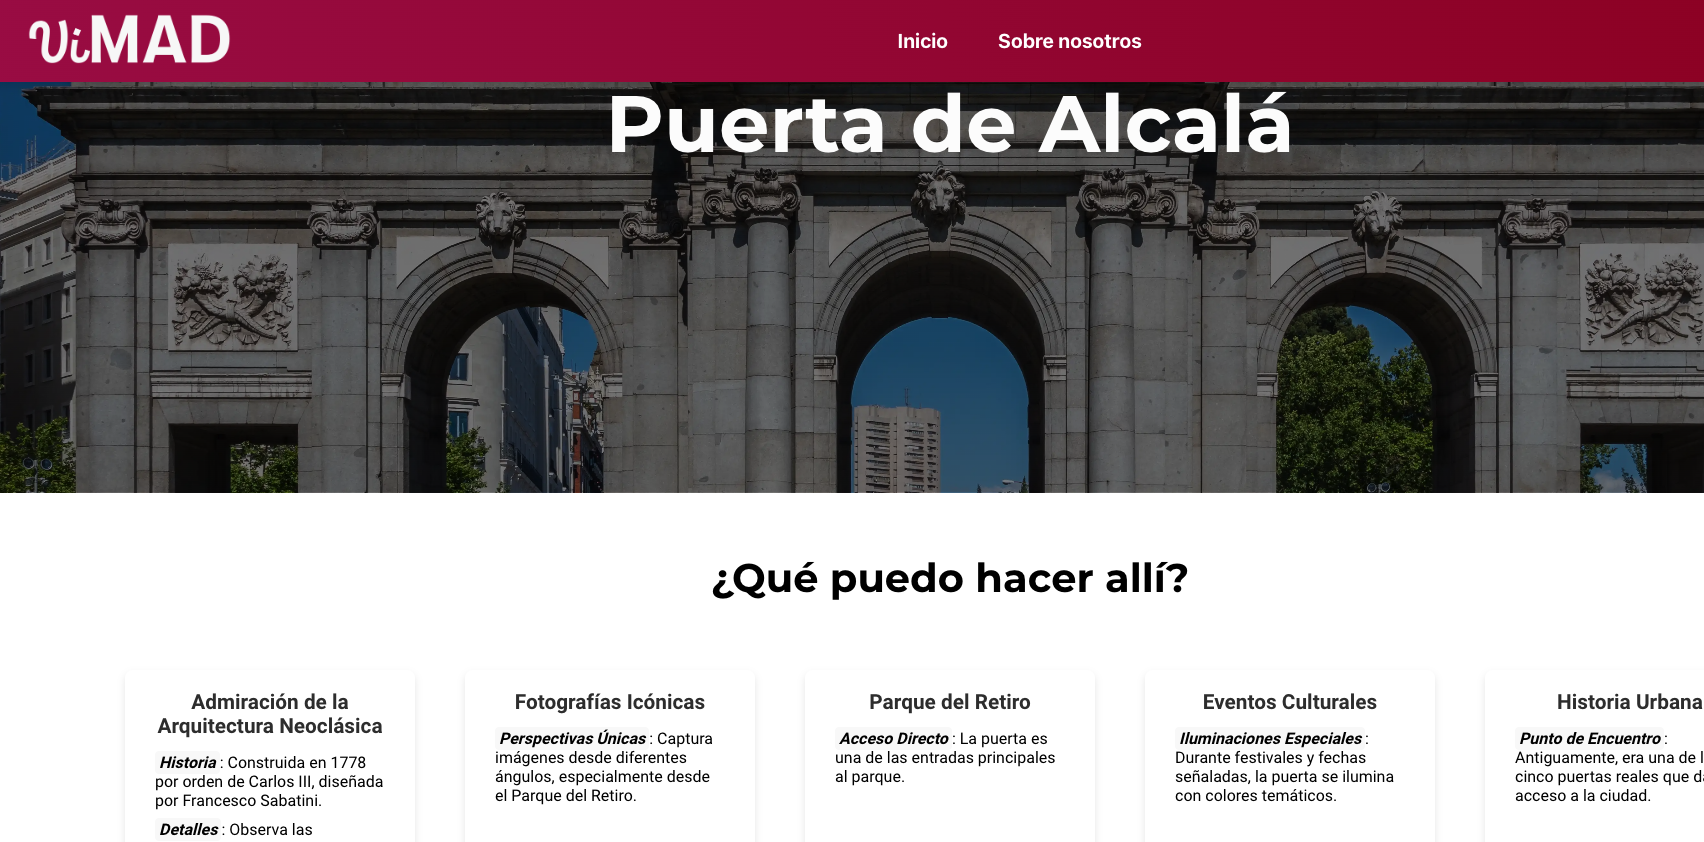 ViMAD
Inicio
Sobre nosotros
Puerta de Alcalá
¿Qué puedo hacer allí?
Admiración de la
Arquitectura Neoclásica
Historia : Construida en 1778
por orden de Carlos III, diseñada
por Francesco Sabatini.
Detalles : Observa las
Fotografías Icónicas
Perspectivas Únicas : Captura
imágenes desde diferentes
ángulos, especialmente desde
el Parque del Retiro.
Parque del Retiro
Acceso Directo : La puerta es
una de las entradas principales
al parque.
Eventos Culturales
Iluminaciones Especiales :
Durante festivales y fechas
señaladas, la puerta se ilumina
con colores temáticos.
Historia Urbana
Punto de Encuentro :
Antiguamente, era una de l
cinco puertas reales que d
acceso a la ciudad.